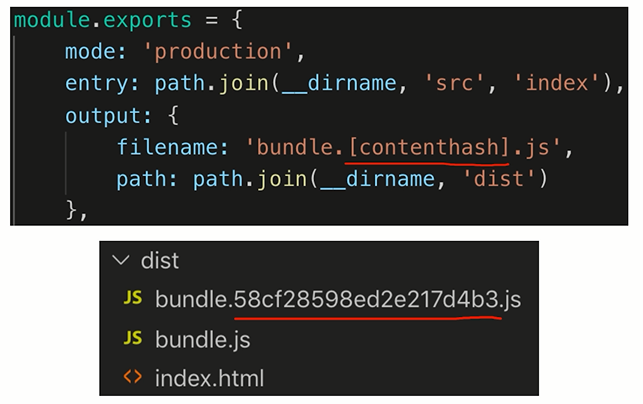 module.exports = {
    mode: 'production',
    entry: path.join(__dirname, 'src', 'index'),
    output: {
        filename: 'bundle.[contenthash].js',
        path: path.join(__dirname, 'dist')
    },
dist
JS bundle.58cf28598ed2e217d4b3.js
JS bundle.js
<> index.html